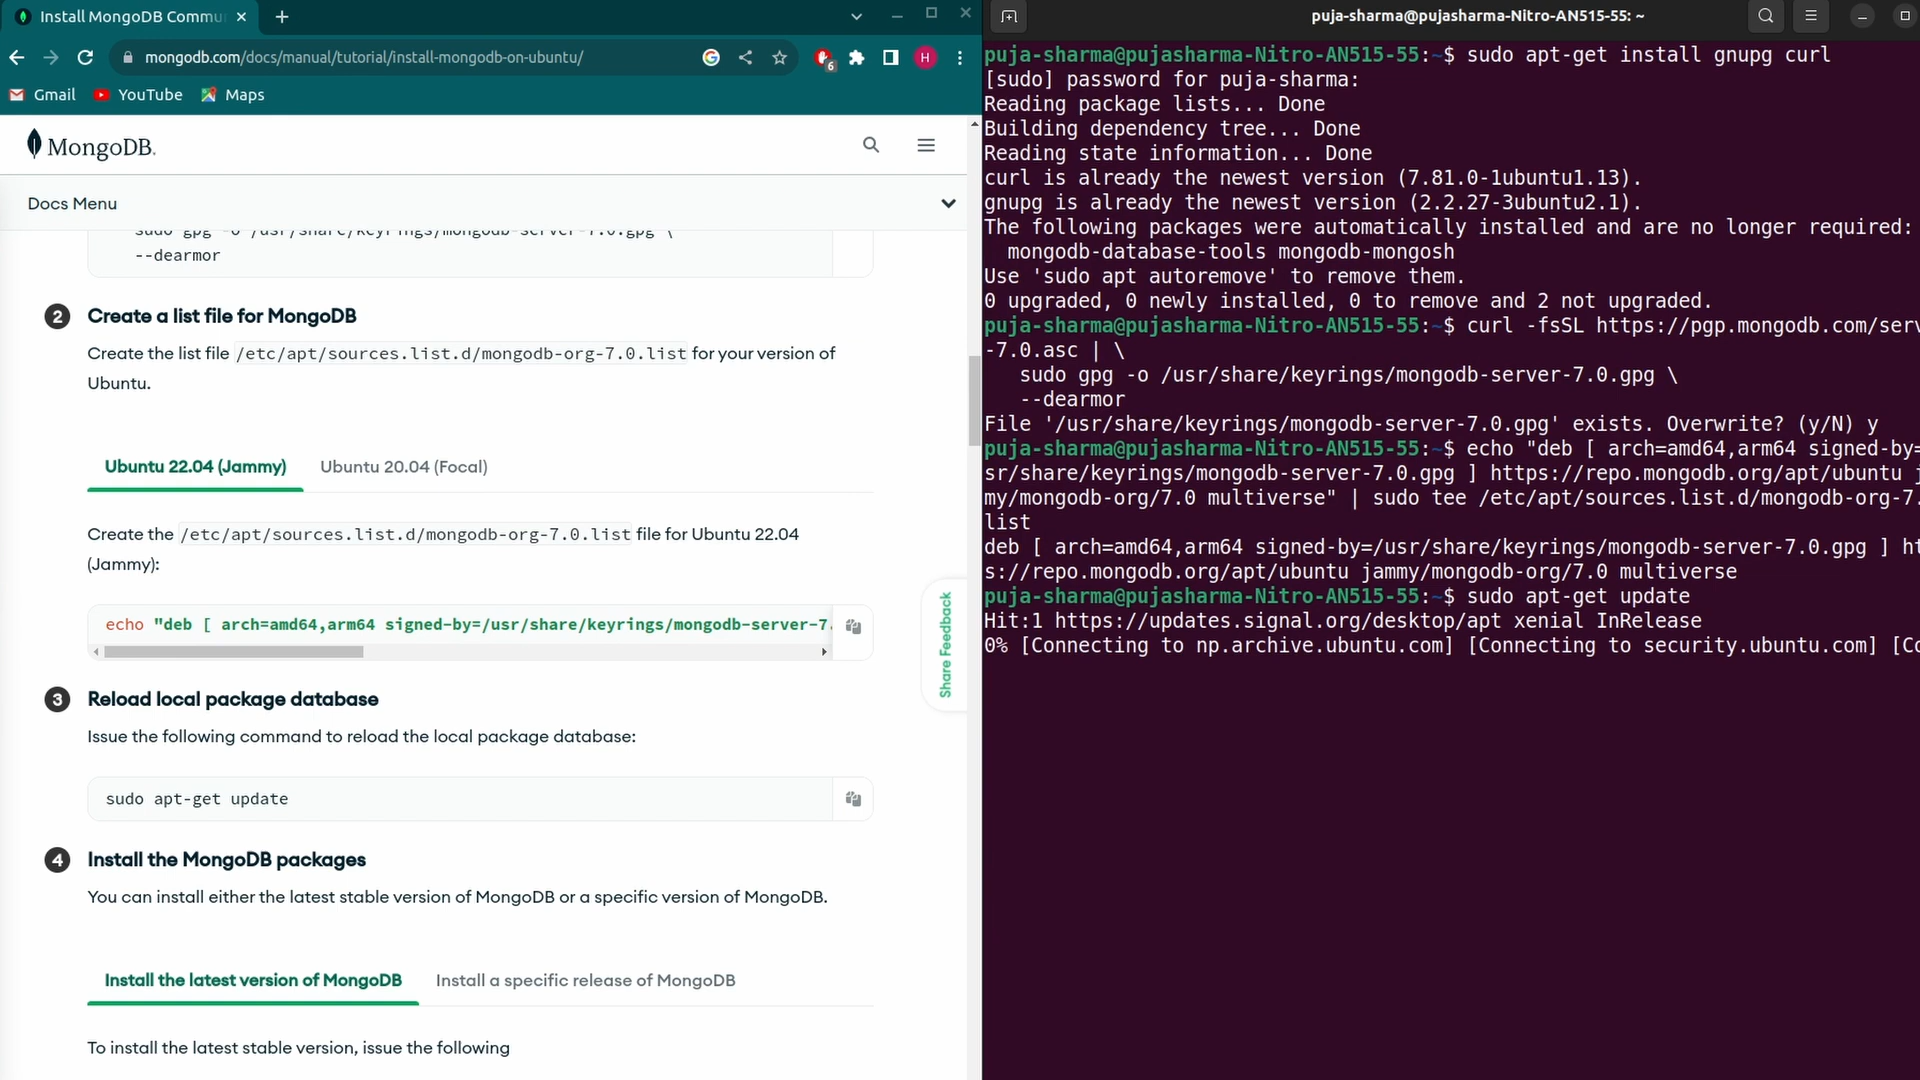 Install MongoDB Commu
mongodb.com/docs/manual/tutorial/install-mongodb-on-ubuntu/
6
H
Gmail YouTube Maps
MongoDB.
Docs Menu
sudo gpg -o /usr/share/keyrings/mongodb-server-7.0.gpg \
--dearmor
2 Create a list file for MongoDB
Create the list file /etc/apt/sources.list.d/mongodb-org-7.0.list for your version of
Ubuntu.
Ubuntu 22.04 (Jammy) Ubuntu 20.04 (Focal)
Create the /etc/apt/sources.list.d/mongodb-org-7.0.list file for Ubuntu 22.04
(Jammy):
echo "deb [ arch=amd64,arm64 signed-by=/usr/share/keyrings/mongodb-server-7.
3 Reload local package database
Issue the following command to reload the local package database:
sudo apt-get update
4 Install the MongoDB packages
You can install either the latest stable version of MongoDB or a specific version of MongoDB.
Install the latest version of MongoDB Install a specific release of MongoDB
To install the latest stable version, issue the following
Share Feedback
puja-sharma@pujasharma-Nitro-AN515-55: ~
puja-sharma@pujasharma-Nitro-AN515-55:~$ sudo apt-get install gnupg curl
[sudo] password for puja-sharma:
Reading package lists... Done
Building dependency tree... Done
Reading state information... Done
curl is already the newest version (7.81.0-1ubuntu1.13).
gnupg is already the newest version (2.2.27-3ubuntu2.1).
The following packages were automatically installed and are no longer required:
mongodb-database-tools mongodb-mongosh
Use 'sudo apt autoremove' to remove them.
0 upgraded, 0 newly installed, 0 to remove and 2 not upgraded.
puja-sharma@pujasharma-Nitro-AN515-55:~$ curl -fsSL https://pgp.mongodb.com/serv
-7.0.asc | \
sudo gpg -o /usr/share/keyrings/mongodb-server-7.0.gpg \
--dearmor
File '/usr/share/keyrings/mongodb-server-7.0.gpg' exists. Overwrite? (y/N) y
puja-sharma@pujasharma-Nitro-AN515-55:~$ echo "deb [ arch=amd64,arm64 signed-by=
sr/share/keyrings/mongodb-server-7.0.gpg ] https://repo.mongodb.org/apt/ubuntu j
my/mongodb-org/7.0 multiverse" | sudo tee /etc/apt/sources.list.d/mongodb-org-7.
list
deb [ arch=amd64,arm64 signed-by=/usr/share/keyrings/mongodb-server-7.0.gpg ] ht
s://repo.mongodb.org/apt/ubuntu jammy/mongodb-org/7.0 multiverse
puja-sharma@pujasharma-Nitro-AN515-55:~$ sudo apt-get update
Hit:1 https://updates.signal.org/desktop/apt xenial InRelease
0% [Connecting to np.archive.ubuntu.com] [Connecting to security.ubuntu.com] [Co